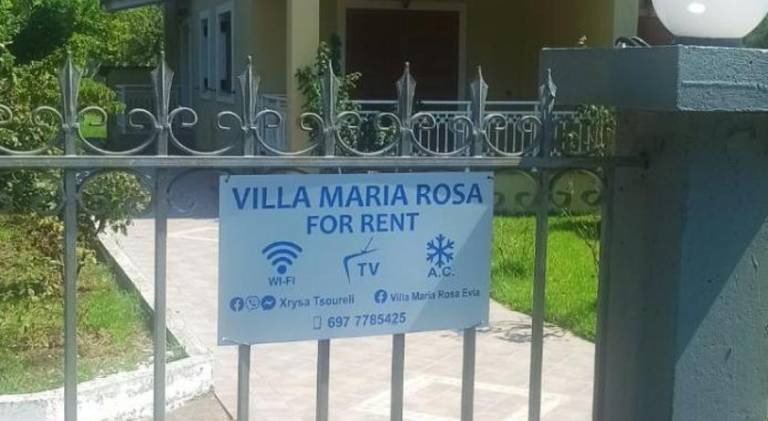 VILLA MARIA ROSA
FOR RENT
WI-FI TV A.C.
Xrysa Tsoureli Villa Maria Rosa Evia
697 7785425